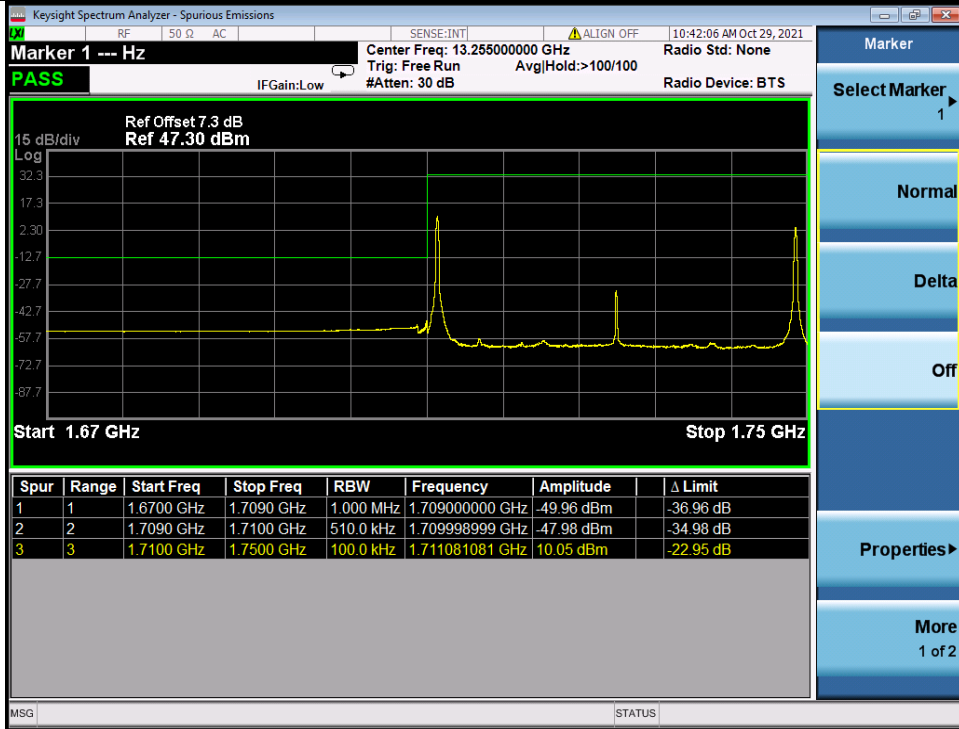 Keysight Spectrum Analyzer - Spurious Emissions
LXI RF 50 Ω AC SENSE:INT ALIGN OFF 10:42:06 AM Oct 29, 2021
Marker 1 --- Hz
Center Freq: 13.255000000 GHz Radio Std: None
Trig: Free Run Avg|Hold:>100/100
PASS IFGain:Low #Atten: 30 dB Radio Device: BTS
Ref Offset 7.3 dB
15 dB/div Ref 47.30 dBm
Log
32.3
17.3
2.30
-12.7
-27.7
-42.7
-57.7
-72.7
-87.7
Start 1.67 GHz Stop 1.75 GHz
Spur Range Start Freq Stop Freq RBW Frequency Amplitude Δ Limit
1 1 1.6700 GHz 1.7090 GHz 1.000 MHz 1.709000000 GHz -49.96 dBm -36.96 dB
2 2 1.7090 GHz 1.7100 GHz 510.0 kHz 1.709998999 GHz -47.98 dBm -34.98 dB
3 3 1.7100 GHz 1.7500 GHz 100.0 kHz 1.711081081 GHz 10.05 dBm -22.95 dB
MSG STATUS
Marker
Select Marker
1
Normal
Delta
Off
Properties
More
1 of 2